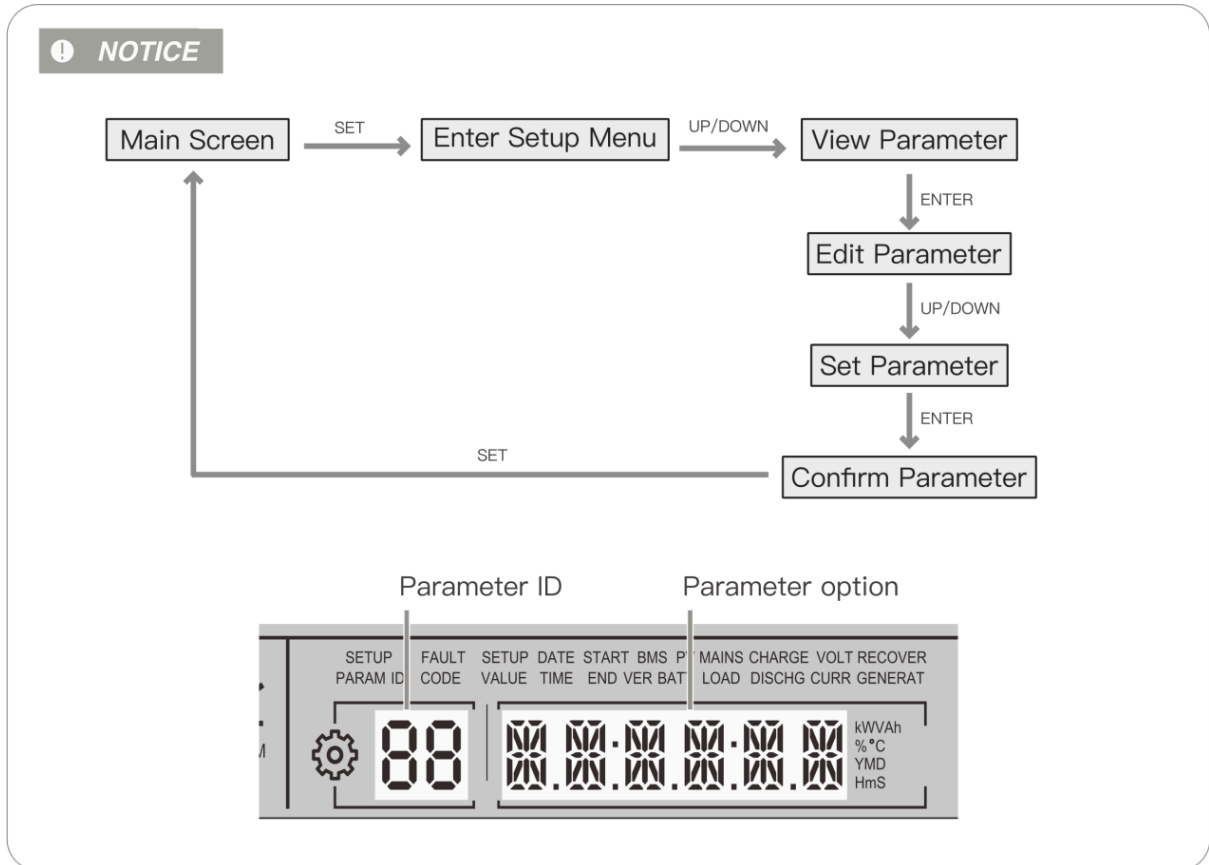 NOTICE
Main Screen
SET
Enter Setup Menu
UP/DOWN
View Parameter
ENTER
Edit Parameter
UP/DOWN
Set Parameter
ENTER
SET
Confirm Parameter
Parameter ID
Parameter option
SETUP FAULT SETUP DATE START BMS MAINS CHARGE VOLT RECOVER
PARAM ID CODE VALUE TIME END VER BATT LOAD DISCHG CURR GENERAT
88
kWVAh
%°C
YMD
HmS